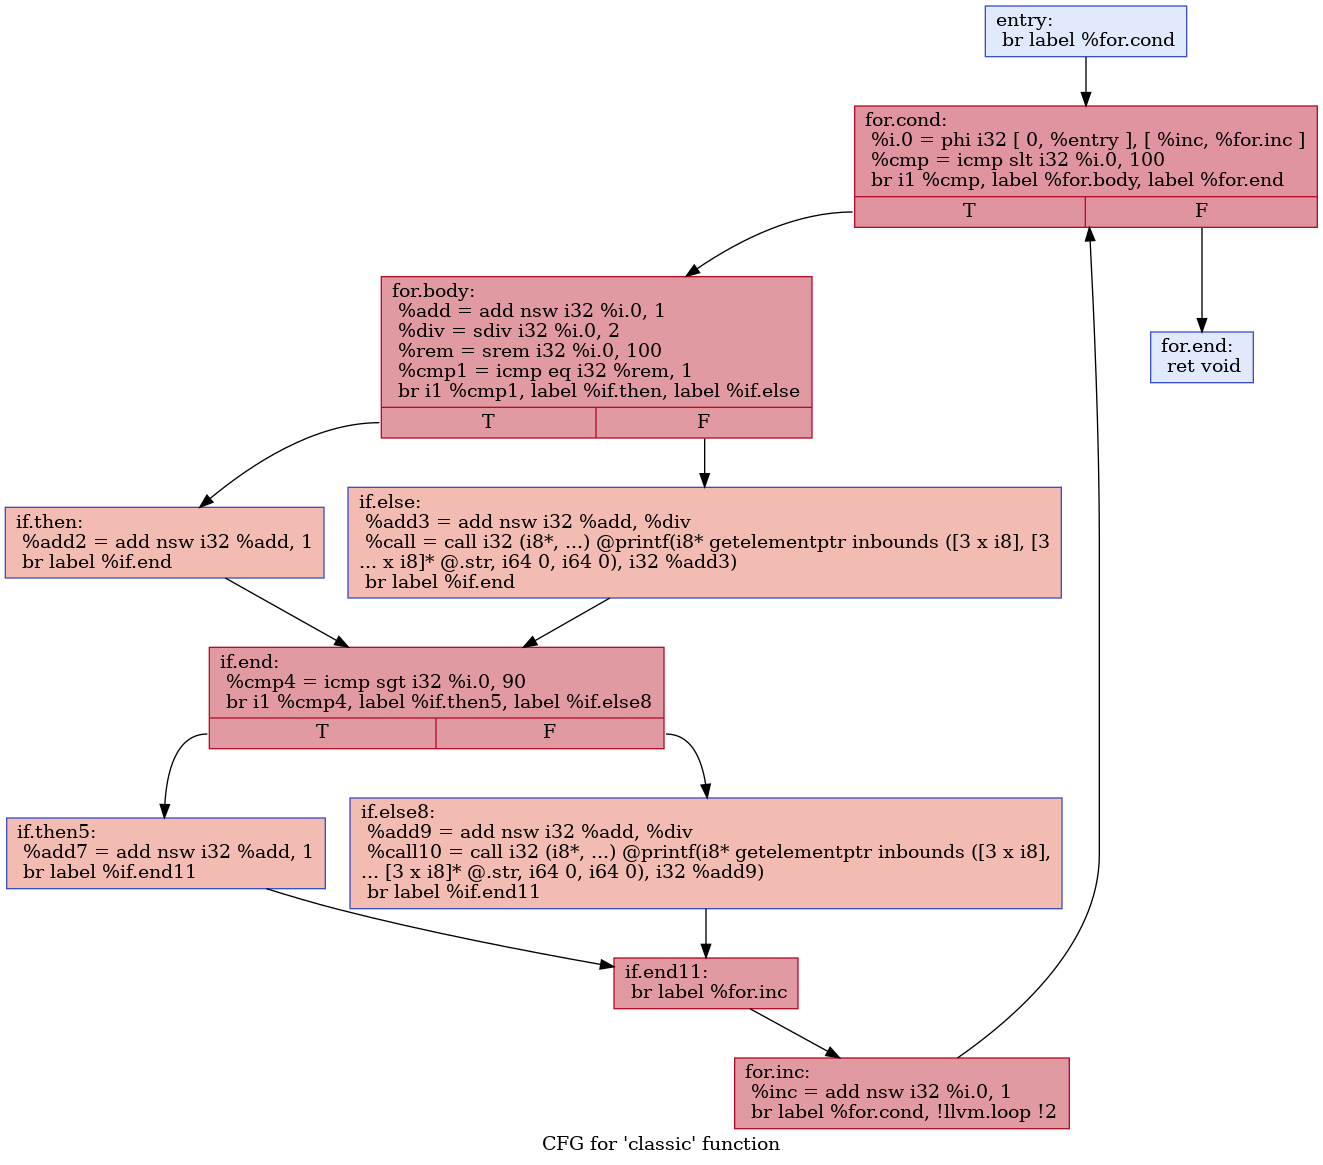 entry:
br label %for.cond
for.cond:
%i.0 = phi i32 [ 0, %entry ], [ %inc, %for.inc ]
%cmp = icmp slt i32 %i.0, 100
br i1 %cmp, label %for.body, label %for.end
T
F
for.body:
%add = add nsw i32 %i.0, 1
%div = sdiv i32 %i.0, 2
%rem = srem i32 %i.0, 100
%cmp1 = icmp eq i32 %rem, 1
br i1 %cmp1, label %if.then, label %if.else
T
F
for.end:
ret void
if.then:
%add2 = add nsw i32 %add, 1
br label %if.end
if.else:
%add3 = add nsw i32 %add, %div
%call = call i32 (i8*, ...) @printf(i8* getelementptr inbounds ([3 x i8], [3
... x i8]* @.str, i64 0, i64 0), i32 %add3)
br label %if.end
if.end:
%cmp4 = icmp sgt i32 %i.0, 90
br i1 %cmp4, label %if.then5, label %if.else8
T
F
if.then5:
%add7 = add nsw i32 %add, 1
br label %if.end11
if.else8:
%add9 = add nsw i32 %add, %div
%call10 = call i32 (i8*, ...) @printf(i8* getelementptr inbounds ([3 x i8],
... [3 x i8]* @.str, i64 0, i64 0), i32 %add9)
br label %if.end11
if.end11:
br label %for.inc
for.inc:
%inc = add nsw i32 %i.0, 1
br label %for.cond, !llvm.loop !2
CFG for 'classic' function